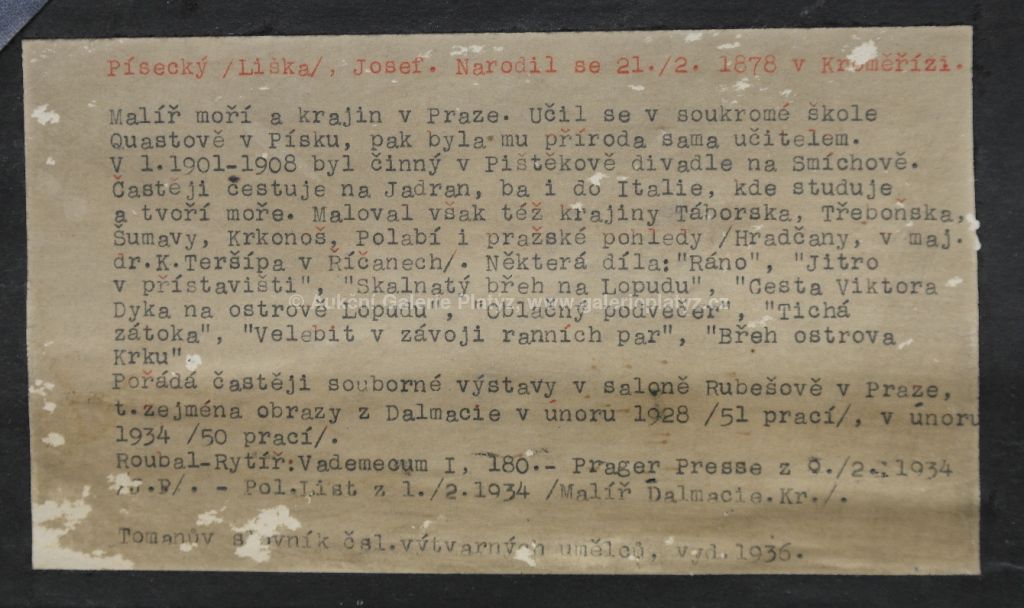 Písecký /Liška/, Josef. Narodil se 21./2. 1878 v Kroměřízi.
Malíř moří a krajin v Praze. Učil se v soukromé škole
Quastově v Písku, pak byla mu příroda sama učitelem.
V l.1901-1908 byl činný v Pištěkově divadle na Smíchově.
Častěji cestuje na Jadran, ba i do Italie, kde studuje
a tvoří moře. Maloval však též krajiny Táborska, Třeboňska,
Šumavy, Krkonoš, Polabí i pražské pohledy /Hradčany, v maj.
dr.K.Teršípa v Říčanech/. Některá díla:"Ráno", "Jitro
v přístavišti", "Skalnatý břeh na Lopudu", "Cesta Viktora
© Aukční Galerie Platýz www.galerieplatyz.cz
Dyka na ostrově Lopudu", "Oblačný podvečer", "Tichá
zátoka", "Velebit v závoji ranních par", "Břeh ostrova
Krku".
Pořádá častěji souborné výstavy v saloně Rubešově v Praze,
t.zejména obrazy z Dalmacie v únoru 1928 /51 prací/, v únoru
1934 /50 prací/.
Roubal-Rytíř:Vademecum I, 180.- Prager Presse z /2. 1934
- Pol.List z 1./2.1934 /Malíř Dalmacie.Kr./.
Tomanův slovník čsl.výtvarných umělců, vyd.1936.